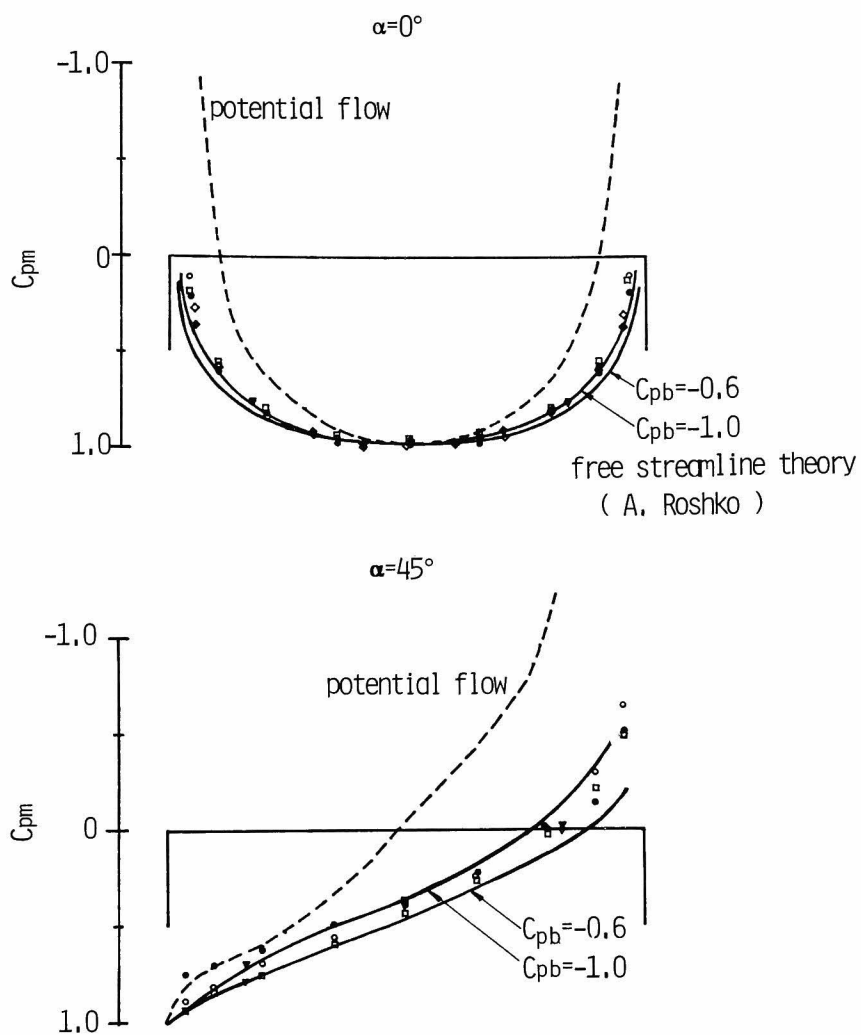 α=0°
-1.0
potential flow
0
Cpm
Cpb=-0.6
Cpb=-1.0
1.0
free streamline theory
( A. Roshko )
α=45°
-1.0
potential flow
Cpm
0
Cpb=-0.6
Cpb=-1.0
1.0